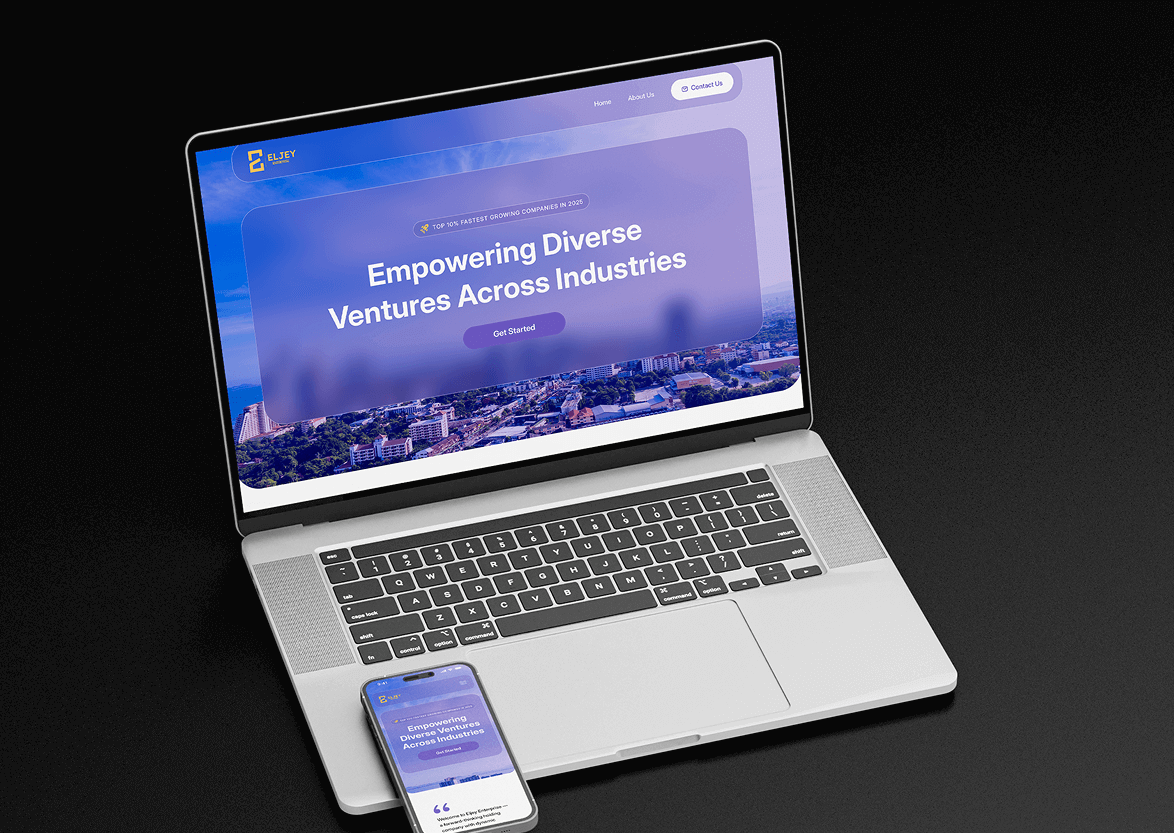 Home
About Us
Contact Us
ELJEY
TOP 10% FASTEST GROWING COMPANIES IN 2025
Empowering Diverse
Ventures Across Industries
Get Started
esc
delete
tab
Q W E R T Y U I O P
return
caps lock
A S D F G H J K L
shift
Z X C V B N M
shift
fn
control
option
command
command
option
9:41
ELJEY
Empowering
Diverse Ventures
Across Industries
Get Started
“
Welcome to Eljey Enterprise —
a forward-thinking holding
company with dynamic